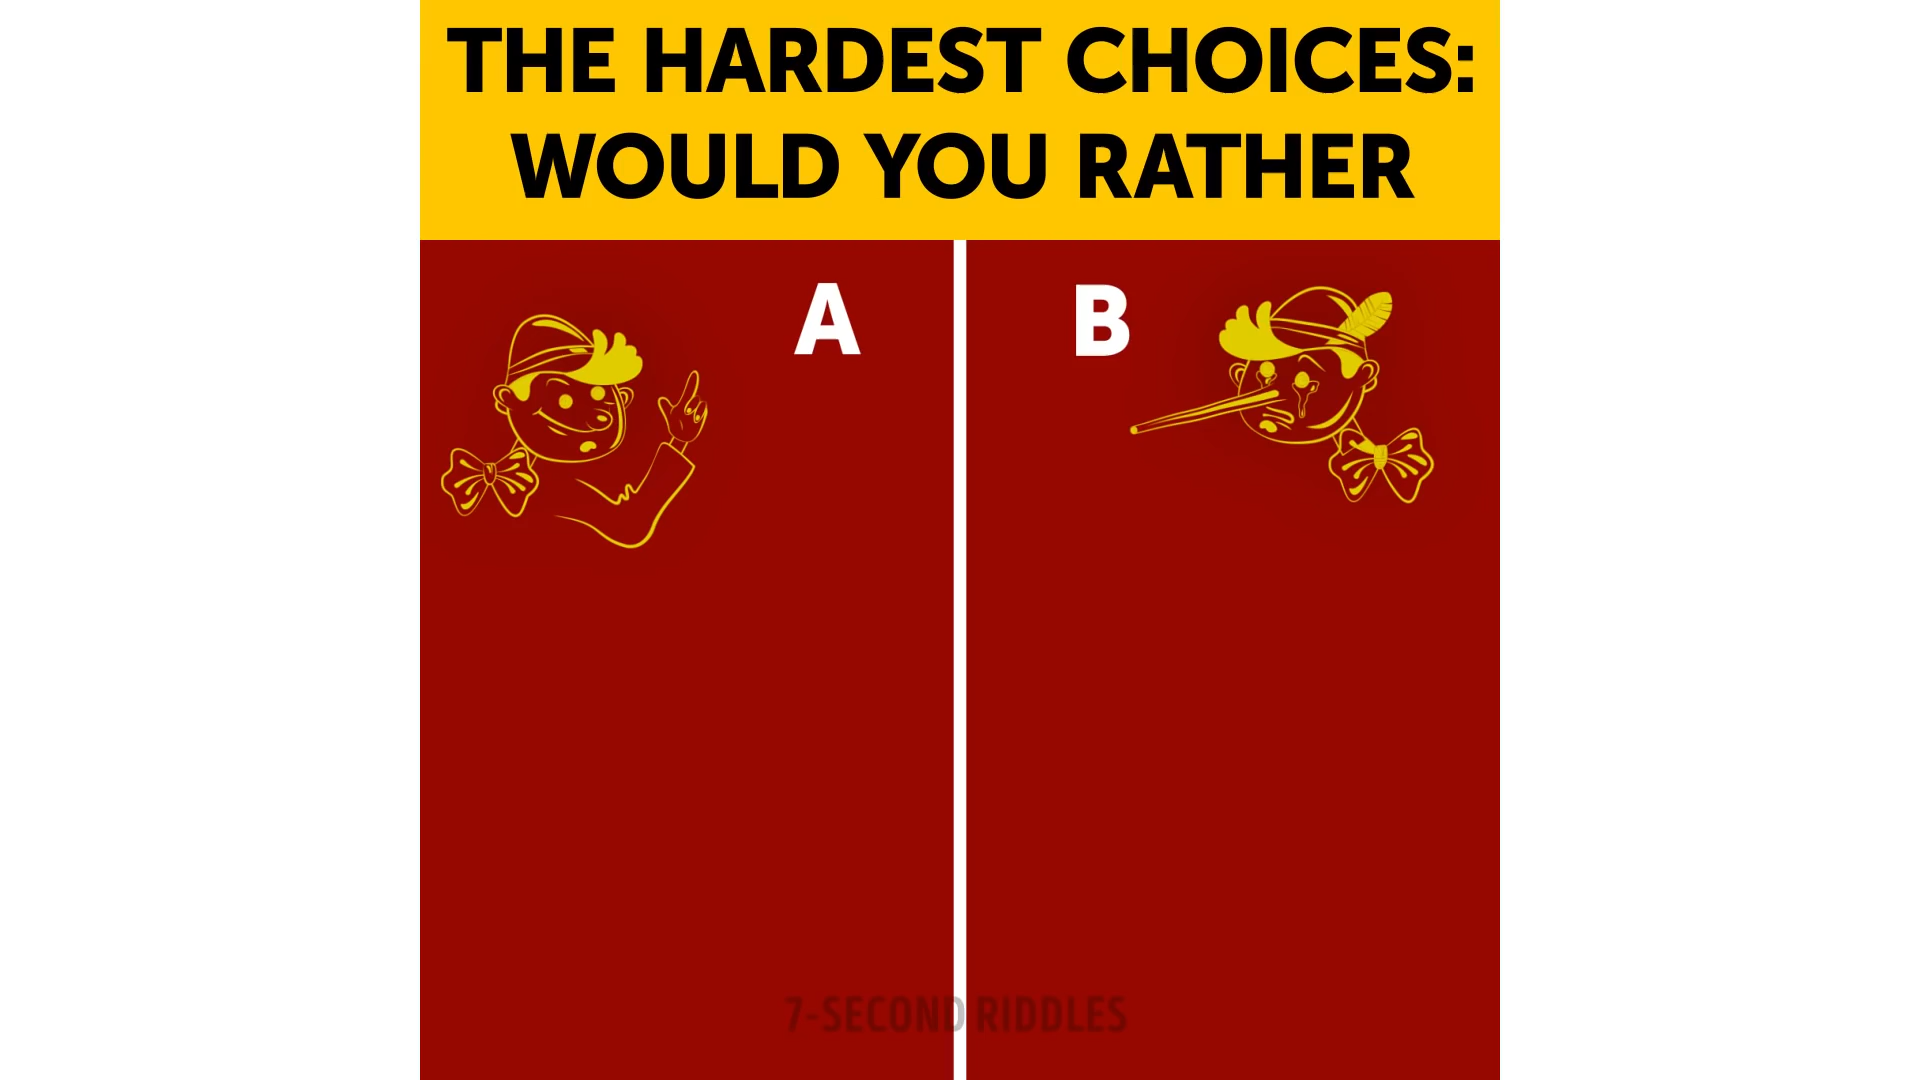 THE HARDEST CHOICES:
WOULD YOU RATHER
A
B
7-SECOND RIDDLES